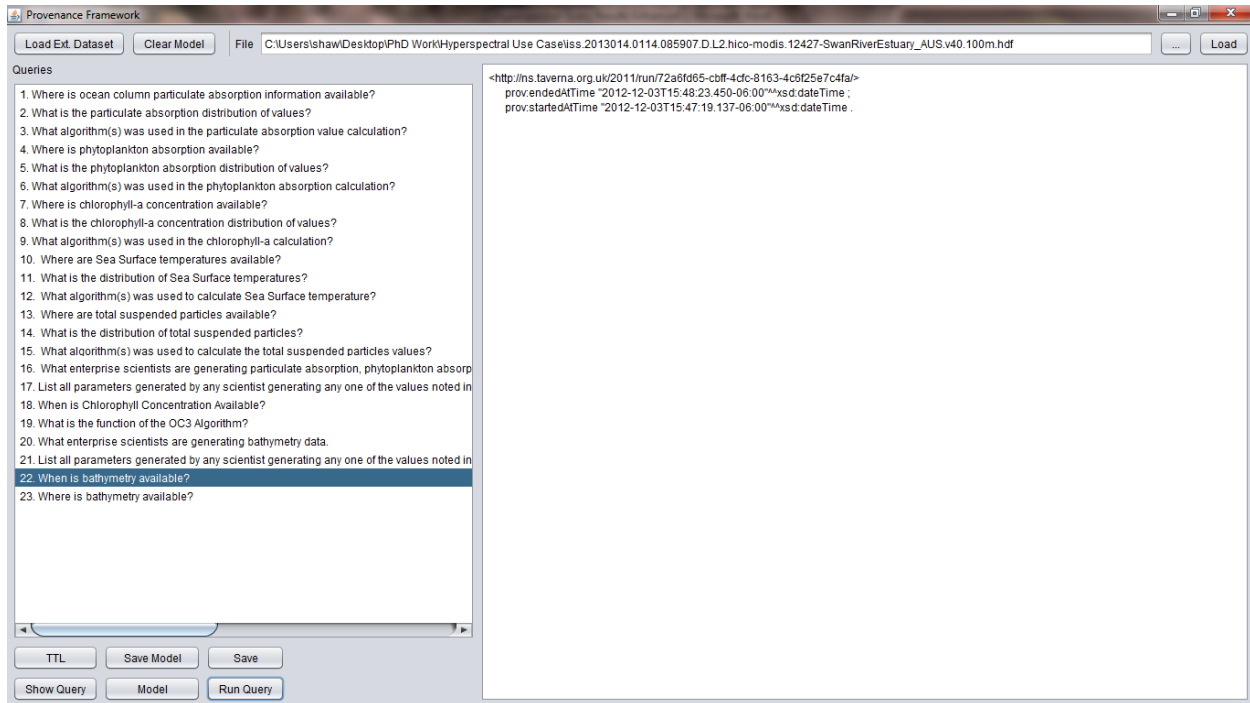 Provenance Framework
Load Ext. Dataset Clear Model File C:\Users\shaw\Desktop\PhD Work\Hyperspectral Use Case\iss.2013014.0114.085907.D.L2.hico-modis.12427-SwanRiverEstuary_AUS.v40.100m.hdf ... Load
Queries
1. Where is ocean column particulate absorption information available?
2. What is the particulate absorption distribution of values?
3. What algorithm(s) was used in the particulate absorption value calculation?
4. Where is phytoplankton absorption available?
5. What is the phytoplankton absorption distribution of values?
6. What algorithm(s) was used in the phytoplankton absorption calculation?
7. Where is chlorophyll-a concentration available?
8. What is the chlorophyll-a concentration distribution of values?
9. What algorithm(s) was used in the chlorophyll-a calculation?
10. Where are Sea Surface temperatures available?
11. What is the distribution of Sea Surface temperatures?
12. What algorithm(s) was used to calculate Sea Surface temperature?
13. Where are total suspended particles available?
14. What is the distribution of total suspended particles?
15. What algorithm(s) was used to calculate the total suspended particles values?
16. What enterprise scientists are generating particulate absorption, phytoplankton absorp
17. List all parameters generated by any scientist generating any one of the values noted in
18. When is Chlorophyll Concentration Available?
19. What is the function of the OC3 Algorithm?
20. What enterprise scientists are generating bathymetry data.
21. List all parameters generated by any scientist generating any one of the values noted in
22. When is bathymetry available?
23. Where is bathymetry available?
TTL Save Model Save
Show Query Model Run Query
<http://ns.taverna.org.uk/2011/run/72a6fd65-cbff-4cfc-8163-4c6f25e7c4fa/>
prov:endedAtTime "2012-12-03T15:48:23.450-06:00"^^xsd:dateTime ;
prov:startedAtTime "2012-12-03T15:47:19.137-06:00"^^xsd:dateTime .